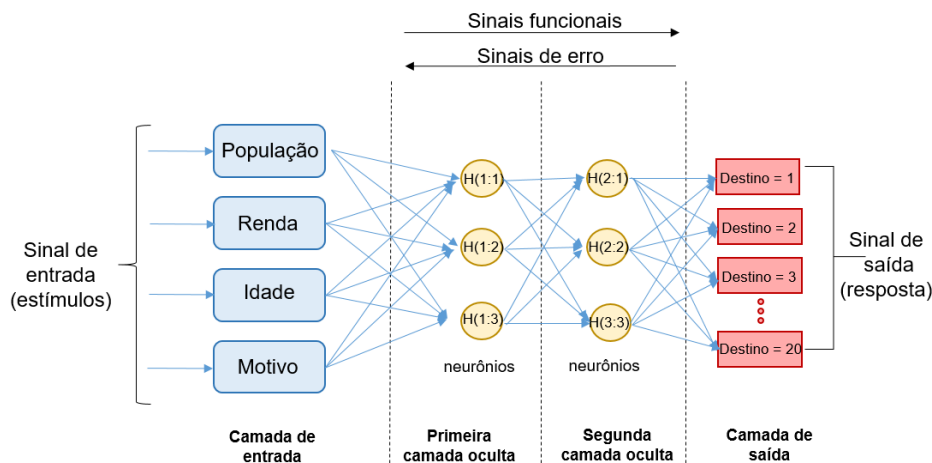 Sinais funcionais
Sinais de erro
Sinal de
entrada
(estímulos)
População
Renda
Idade
Motivo
H(1:1)
H(1:2)
H(1:3)
neurônios
H(2:1)
H(2:2)
H(3:3)
neurônios
Destino = 1
Destino = 2
Destino = 3
Destino = 20
Sinal de
saída
(resposta)
Camada de
entrada
Primeira
camada oculta
Segunda
camada oculta
Camada de
saída